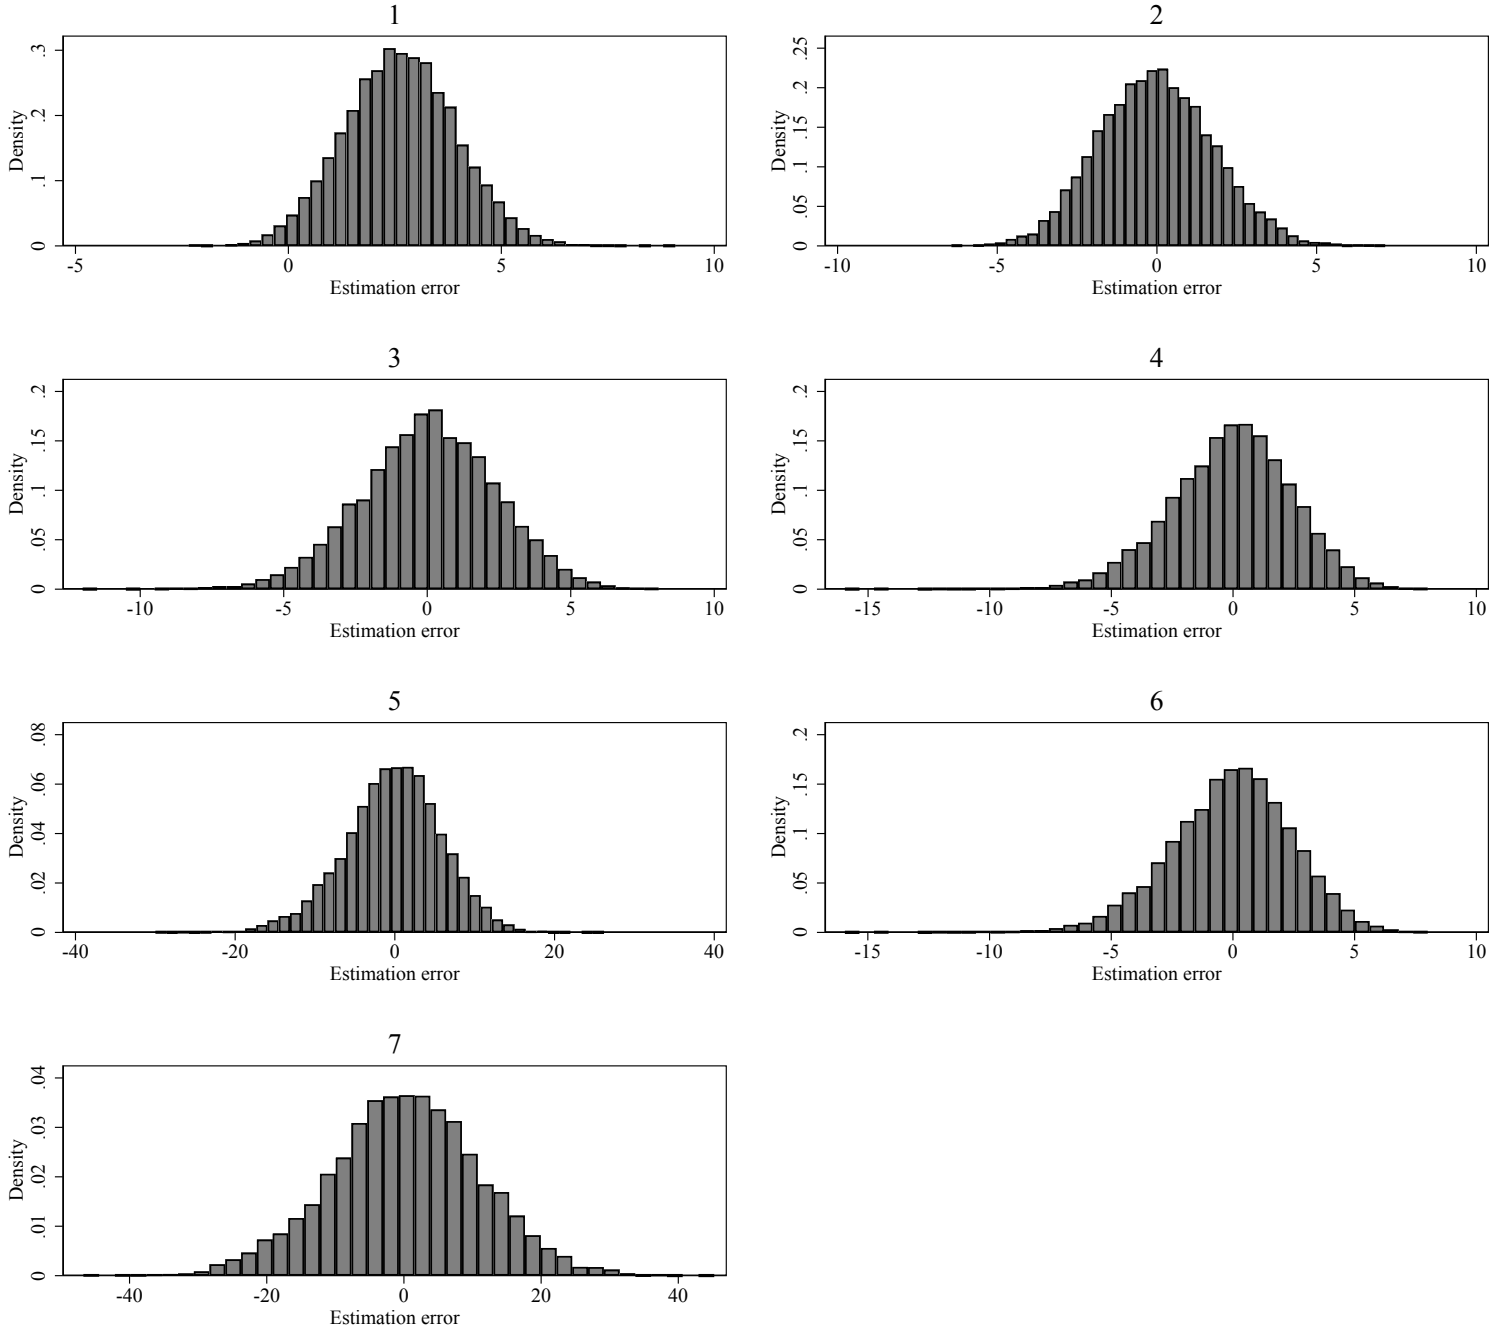 1
Density
0 .1 .2 .3
-5 0 5 10
Estimation error
2
Density
0 .05 .1 .15 .2 .25
-10 -5 0 5 10
Estimation error
3
Density
0 .05 .1 .15 .2
-10 -5 0 5 10
Estimation error
4
Density
0 .05 .1 .15 .2
-15 -10 -5 0 5 10
Estimation error
5
Density
0 .02 .04 .06 .08
-40 -20 0 20 40
Estimation error
6
Density
0 .05 .1 .15 .2
-15 -10 -5 0 5 10
Estimation error
7
Density
0 .01 .02 .03 .04
-40 -20 0 20 40
Estimation error